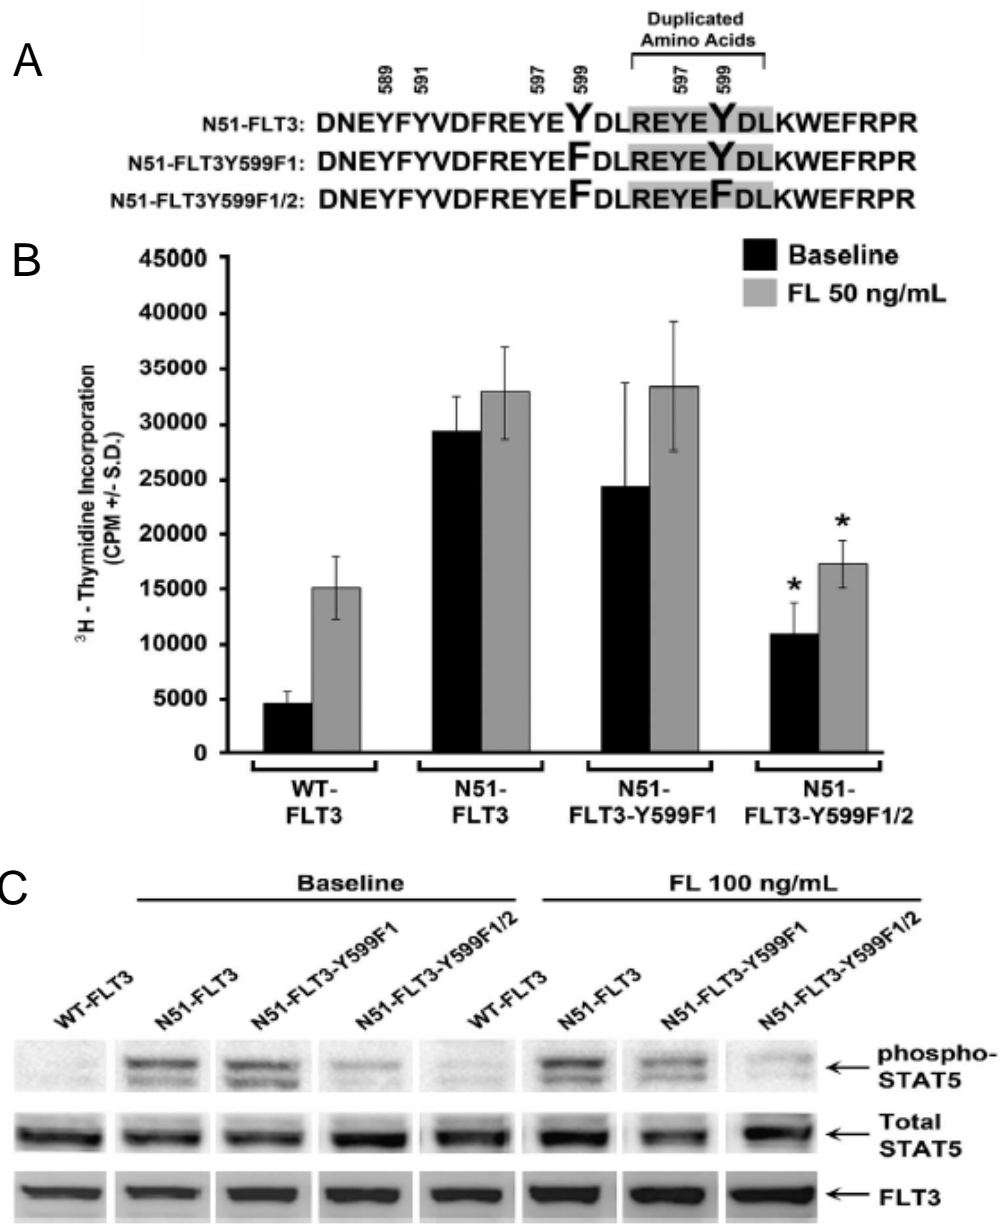 A
Duplicated
Amino Acids
589 591 597 599 597 599
N51-FLT3: DNEYFYVDFREYEYDLREYEYDLKWEFRPR
N51-FLT3Y599F1: DNEYFYVDFREYEFDLREYEYDLKWEFRPR
N51-FLT3Y599F1/2: DNEYFYVDFREYEFDLREYEFDLKWEFRPR
B
Baseline
FL 50 ng/mL
³H - Thymidine Incorporation
(CPM +/- S.D.)
45000
40000
35000
30000
25000
20000
15000
10000
5000
0
* *
WT-
FLT3
N51-
FLT3
N51-
FLT3-Y599F1
N51-
FLT3-Y599F1/2
C
Baseline
FL 100 ng/mL
WT-FLT3
N51-FLT3
N51-FLT3-Y599F1
N51-FLT3-Y599F1/2
WT-FLT3
N51-FLT3
N51-FLT3-Y599F1
N51-FLT3-Y599F1/2
phospho-
STAT5
Total
STAT5
FLT3